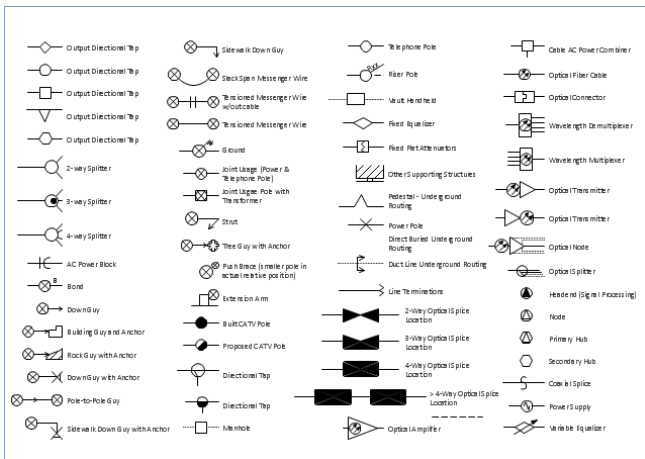 Output Directional Tap
Output Directional Tap
Output Directional Tap
Output Directional Tap
Output Directional Tap
2-way Splitter
3-way Splitter
4-way Splitter
AC Power Block
B
Bond
Down Guy
Building Guy and Anchor
Rock Guy with Anchor
Down Guy with Anchor
Pole-to-Pole Guy
Sidewalk Down Guy with Anchor
Sidewalk Down Guy
Slack Span Messenger Wire
Tensioned Messenger Wire
w/out cable
Tensioned Messenger Wire
Ground
Joint Usage (Power &
Telephone Pole)
Joint Usgae Pole with
Transformer
Strut
Tree Guy with Anchor
Push Brace (smaller pole in
actual relative position)
Extension Arm
Built CATV Pole
Proposed CATV Pole
Directional Tap
Directional Tap
Manhole
Telephone Pole
Rxx
Riser Pole
Vault Handheld
Fixed Equalizer
Fixed Flat Attenuators
Other Supporting Structures
Pedestal - Underground
Routing
Power Pole
Direct Buried Underground
Routing
Duct Line Underground Routing
Line Terminations
2-Way Optical Splice
Location
3-Way Optical Splice
Location
4-Way Optical Splice
Location
> 4-Way Optical Splice
Location
Optical Amplifier
Cable AC Power Combiner
Optical Fiber Cable
Optical Connector
Wavelength Demultiplexer
Wavelength Multiplexer
Optical Transmitter
Optical Transmitter
Optical Node
Optical Splitter
Headend (Signal Processing)
Node
Primary Hub
Secondary Hub
Coaxial Splice
Power Supply
Variable Equalizer